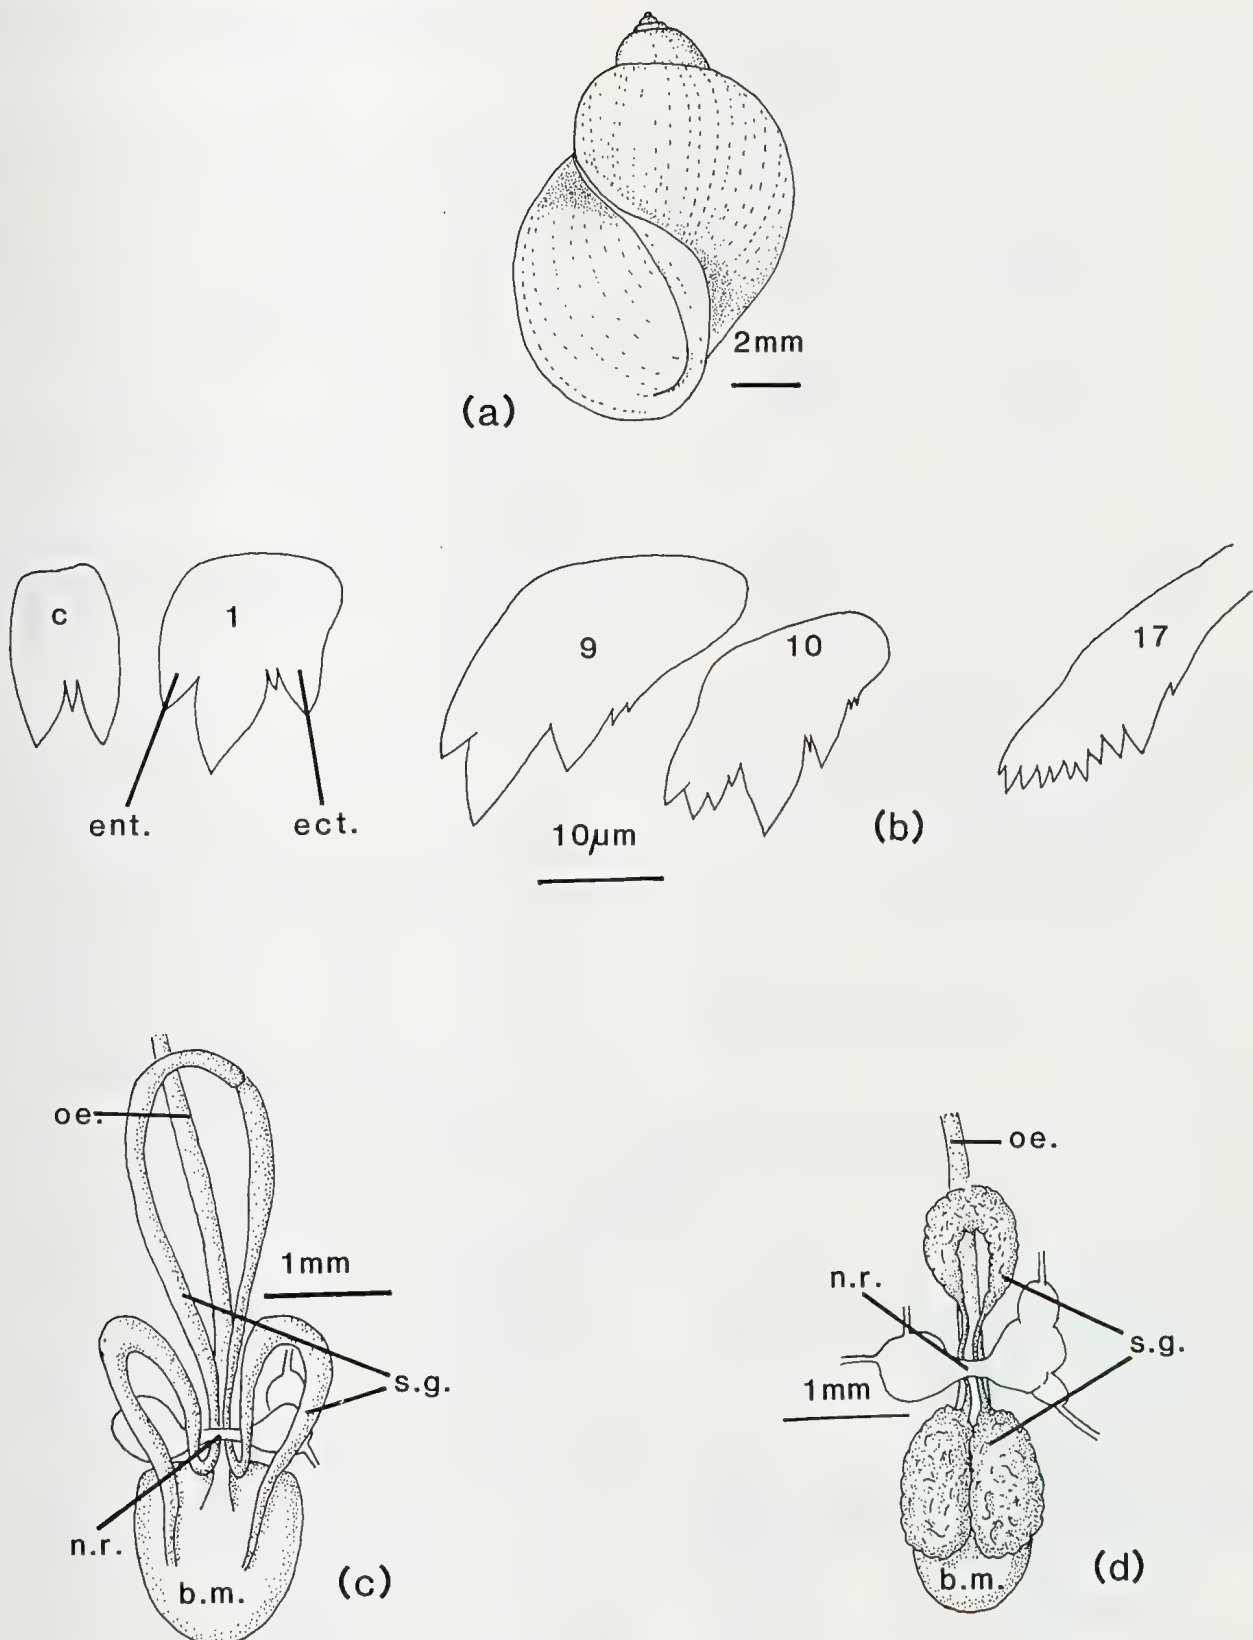 2mm
(a)
c
1
9
10
17
ent.
ect.
10µm
(b)
oe.
1mm
s.g.
n.r.
b.m.
(c)
oe.
n.r.
1mm
s.g.
b.m.
(d)